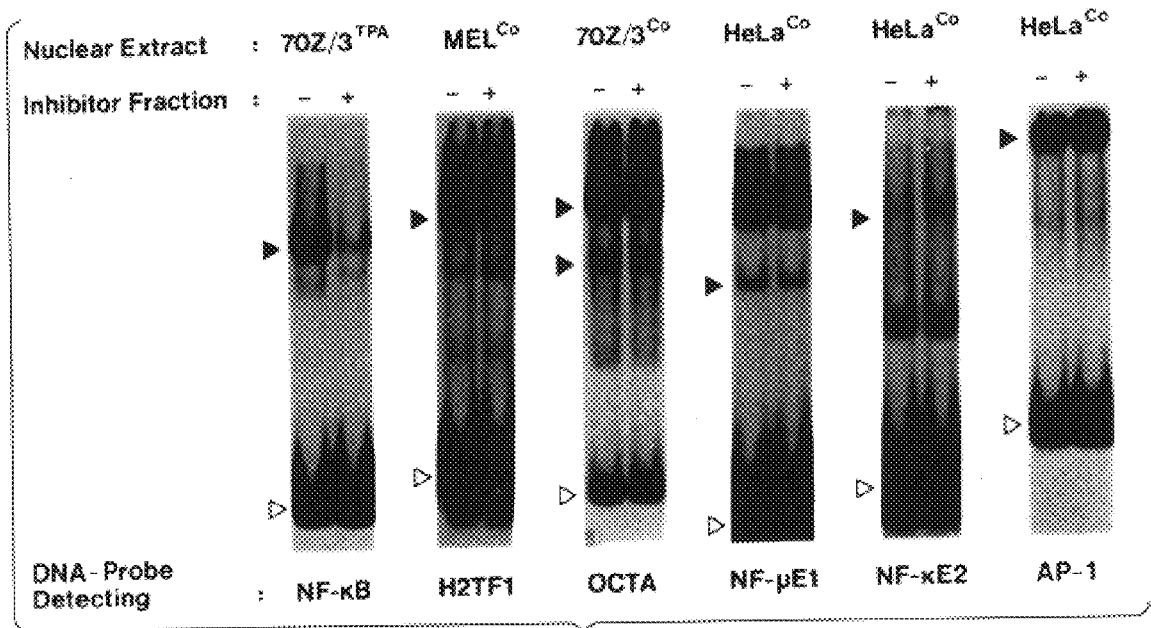 Nuclear Extract : 70Z/3^TPA MEL^Co 70Z/3^Co HeLa^Co HeLa^Co HeLa^Co
Inhibitor Fraction : − + − + − + − + − + − +
DNA-Probe
Detecting : NF-κB H2TF1 OCTA NF-μE1 NF-κE2 AP-1